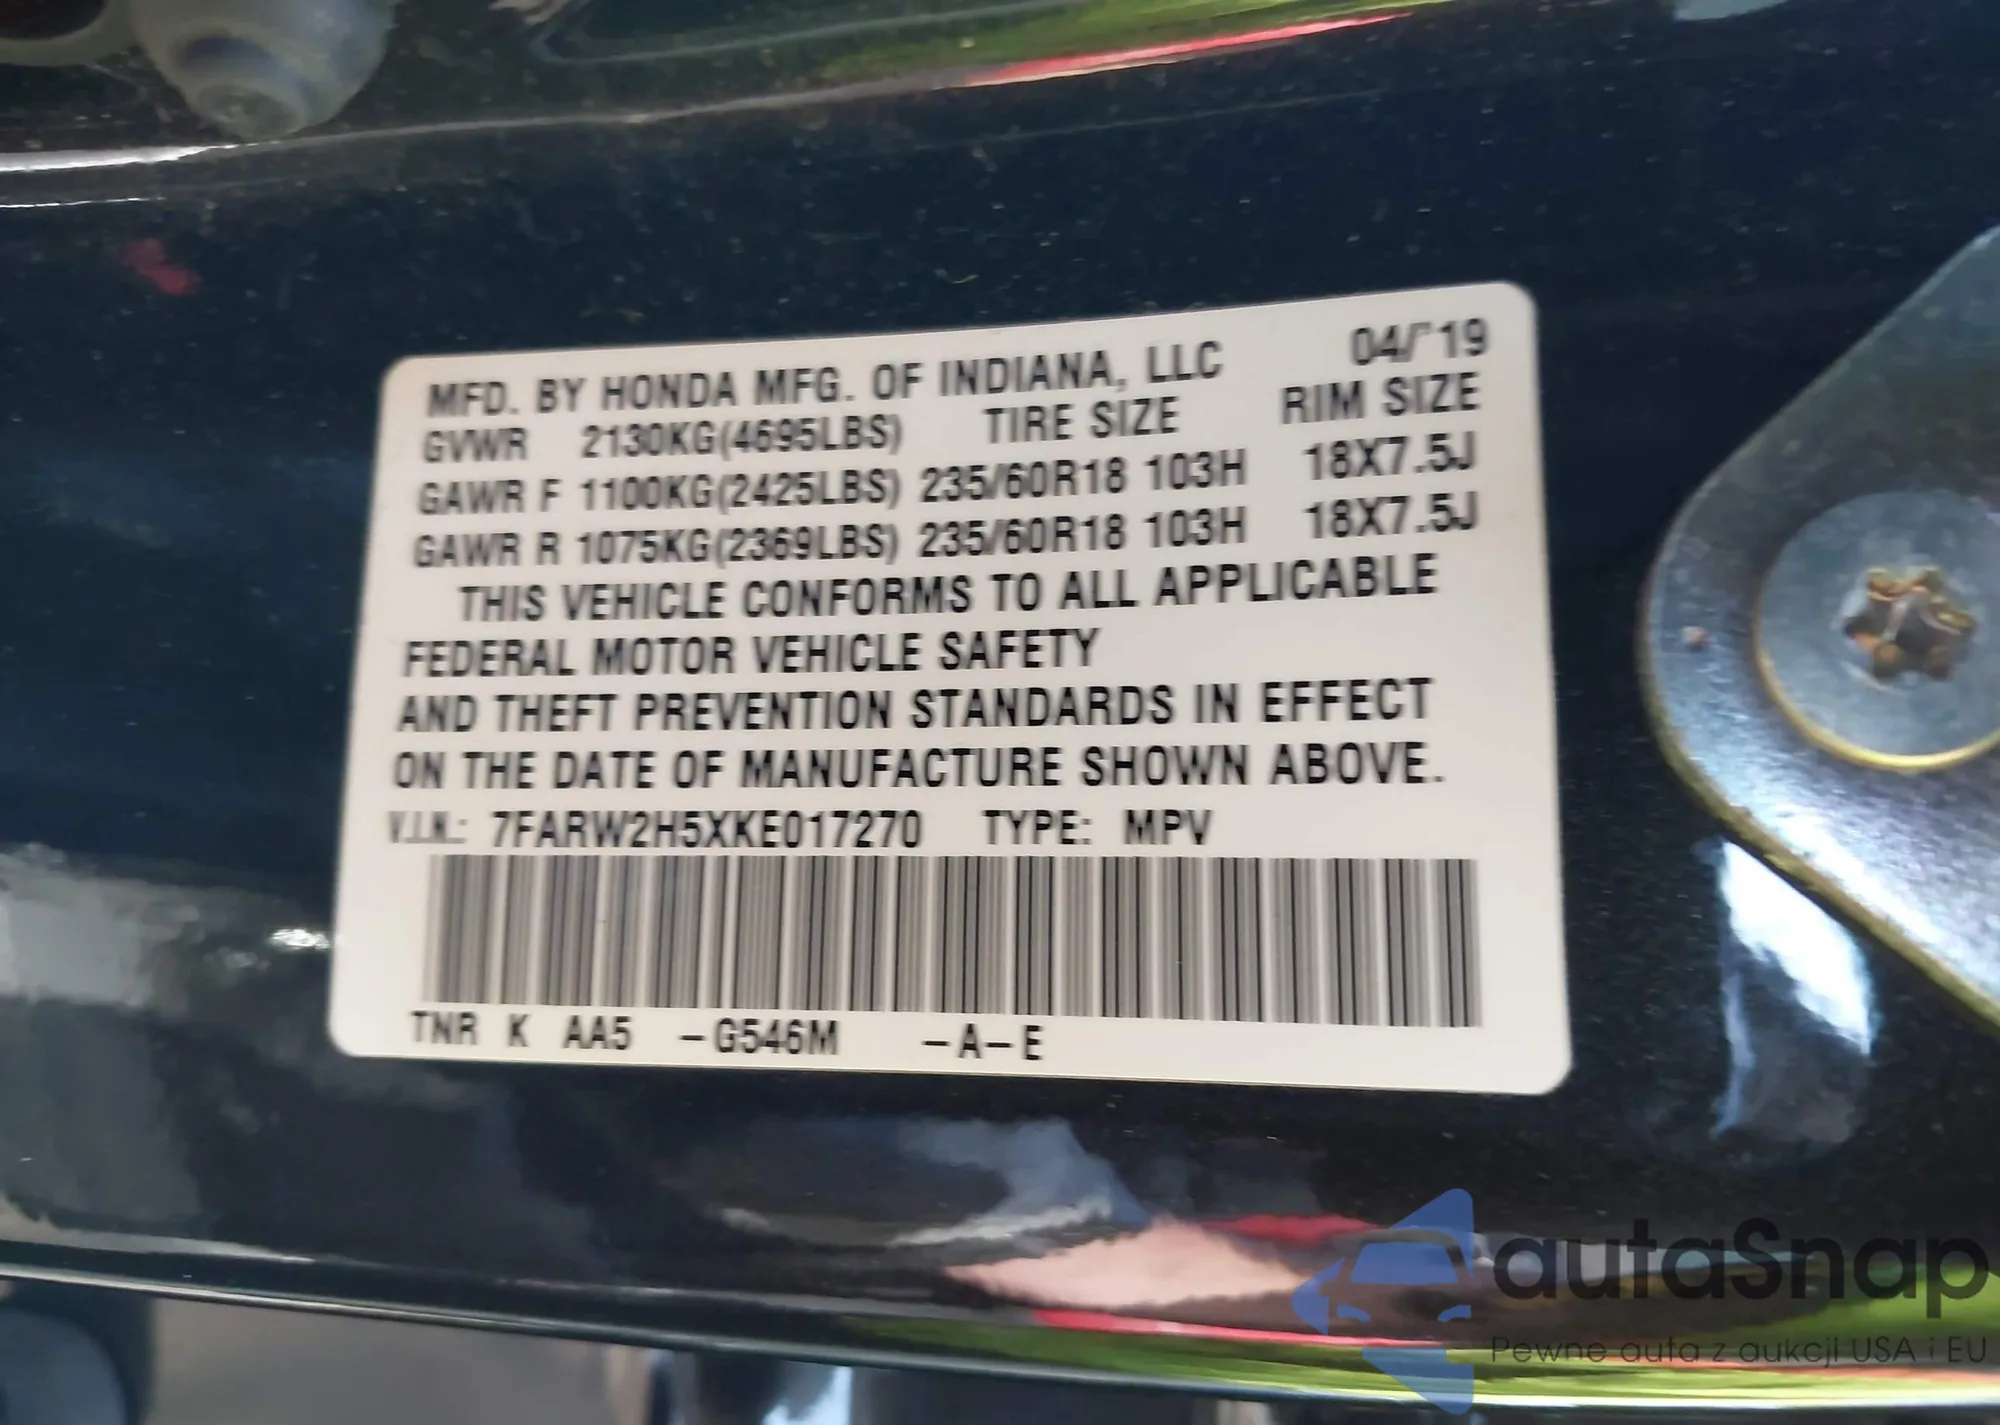 MFD. BY HONDA MFG. OF INDIANA, LLC 04/'19
GVWR 2130KG(4695LBS) TIRE SIZE RIM SIZE
GAWR F 1100KG(2425LBS) 235/60R18 103H 18X7.5J
GAWR R 1075KG(2369LBS) 235/60R18 103H 18X7.5J
THIS VEHICLE CONFORMS TO ALL APPLICABLE
FEDERAL MOTOR VEHICLE SAFETY
AND THEFT PREVENTION STANDARDS IN EFFECT
ON THE DATE OF MANUFACTURE SHOWN ABOVE.
V.I.N.: 7FARW2H5XKE017270 TYPE: MPV
TNR K AA5 -G546M -A-E
autaSnap
Pewne auta z aukcji USA i EU